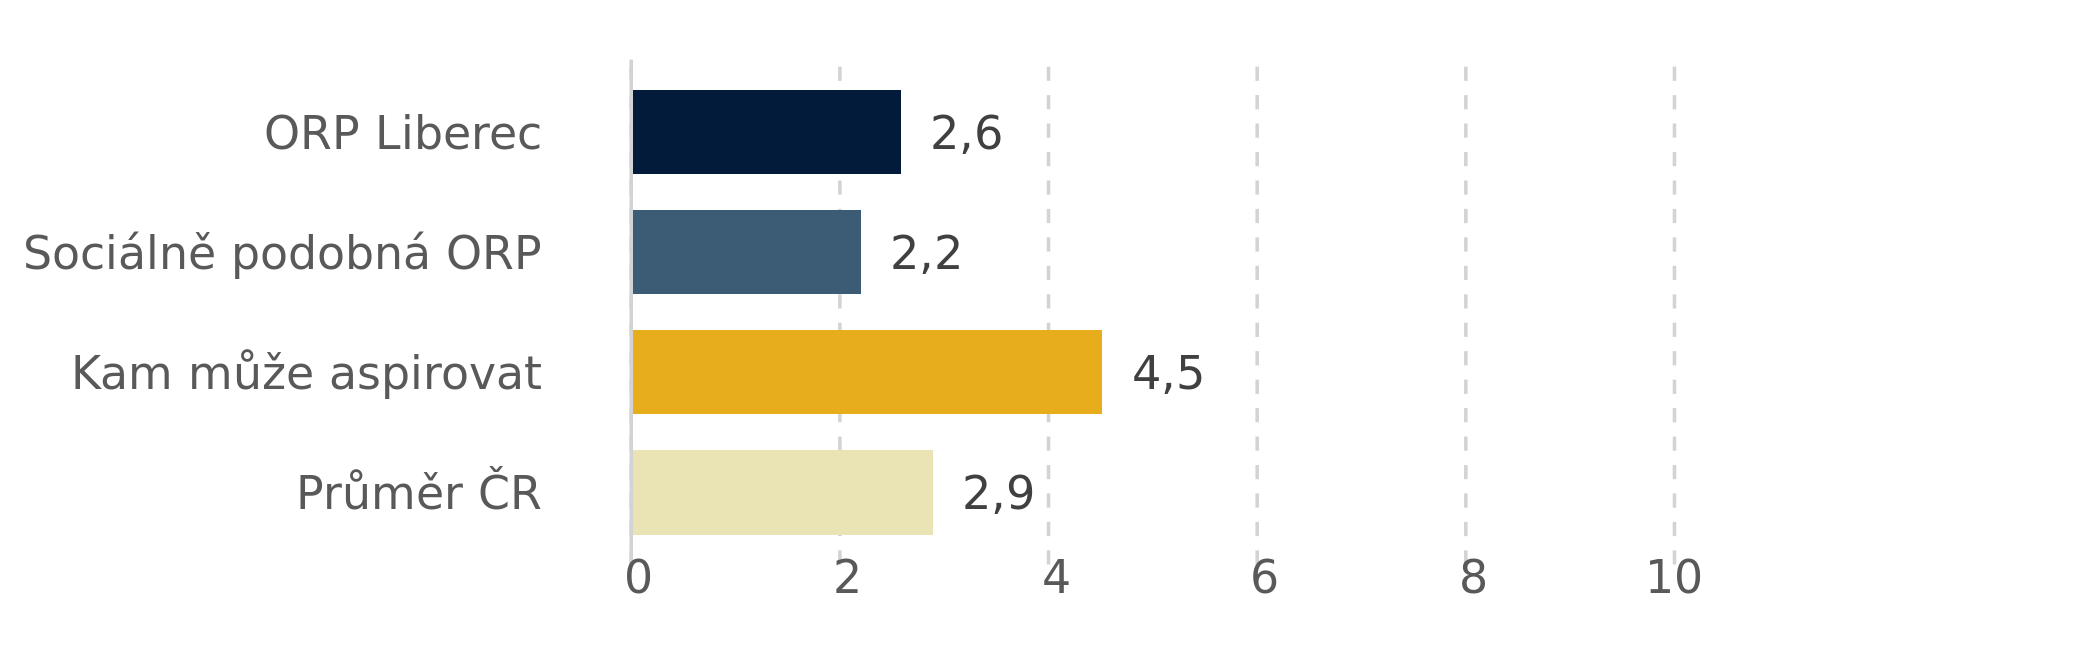 ORP Liberec 2,6
Sociálně podobná ORP 2,2
Kam může aspirovat 4,5
Průměr ČR 2,9
0 2 4 6 8 10